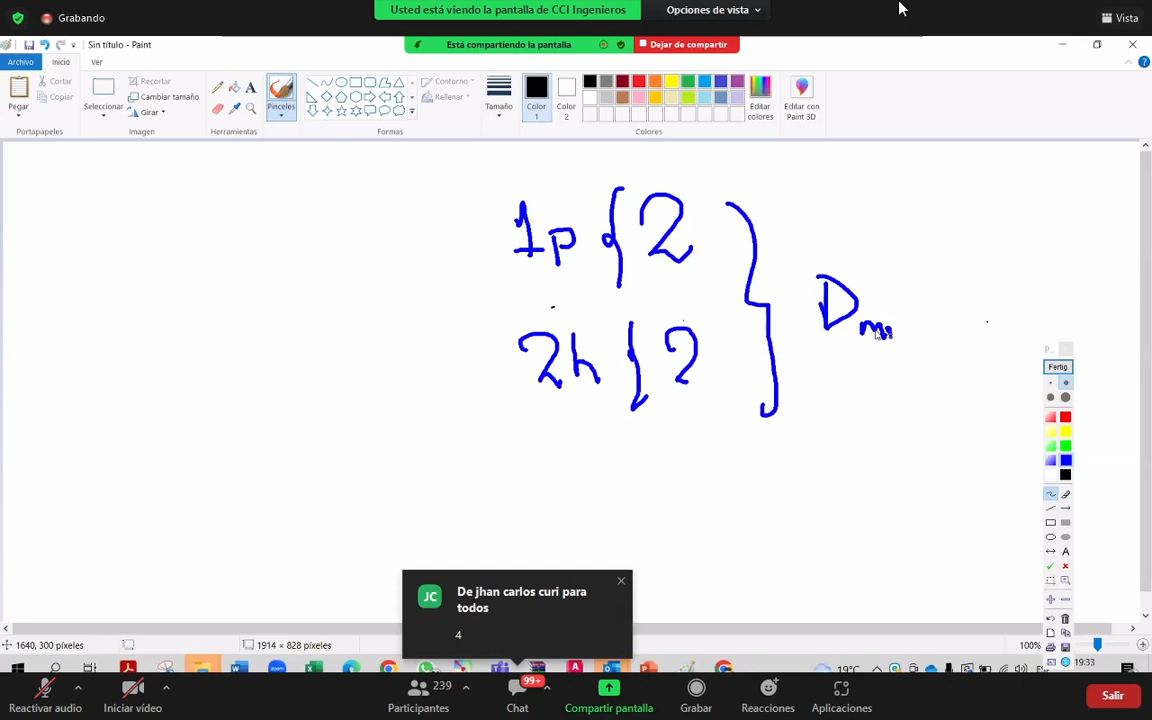 Grabando
Usted está viendo la pantalla de CCI Ingenieros
Opciones de vista
Vista
Sin título - Paint
Está compartiendo la pantalla
Dejar de compartir
Archivo
Inicio
Ver
Pegar
Cortar
Copiar
Seleccionar
Recortar
Cambiar tamaño
Girar
A
Pinceles
Contorno
Rellenar
Tamaño
Color 1
Color 2
Editar colores
Editar con Paint 3D
Portapapeles
Imagen
Herramientas
Formas
Colores
1p { 2
2h { 2
} Dmi
P...
Fertig
A
JC
De jhan carlos curi para todos
4
1640, 300 píxeles
1914 × 828 píxeles
100%
19°C
19:33
Reactivar audio
Iniciar vídeo
239
Participantes
99+
Chat
Compartir pantalla
Grabar
Reacciones
Aplicaciones
Salir